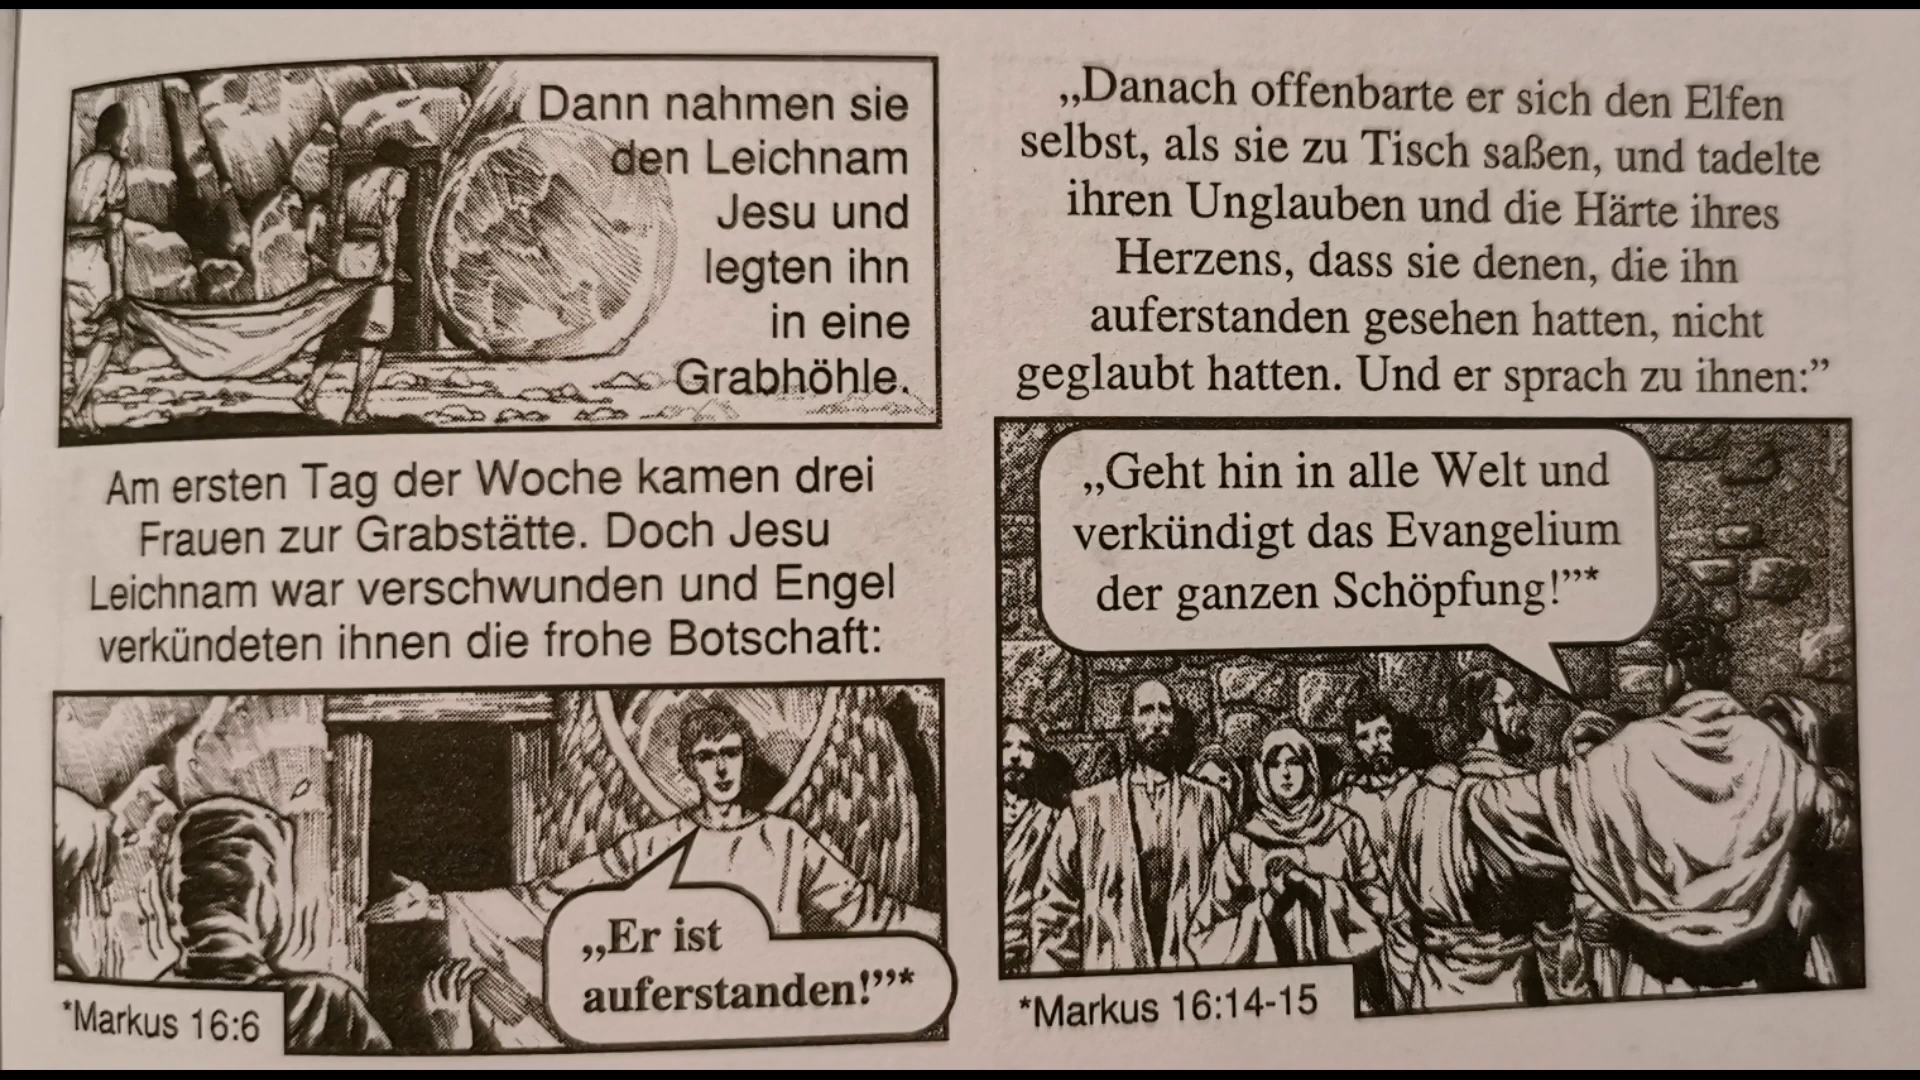 Dann nahmen sie
den Leichnam
Jesu und
legten ihn
in eine
Grabhöhle.
Am ersten Tag der Woche kamen drei
Frauen zur Grabstätte. Doch Jesu
Leichnam war verschwunden und Engel
verkündeten ihnen die frohe Botschaft:
„Er ist
auferstanden!”*
*Markus 16:6
„Danach offenbarte er sich den Elfen
selbst, als sie zu Tisch saßen, und tadelte
ihren Unglauben und die Härte ihres
Herzens, dass sie denen, die ihn
auferstanden gesehen hatten, nicht
geglaubt hatten. Und er sprach zu ihnen:”
„Geht hin in alle Welt und
verkündigt das Evangelium
der ganzen Schöpfung!”*
*Markus 16:14-15